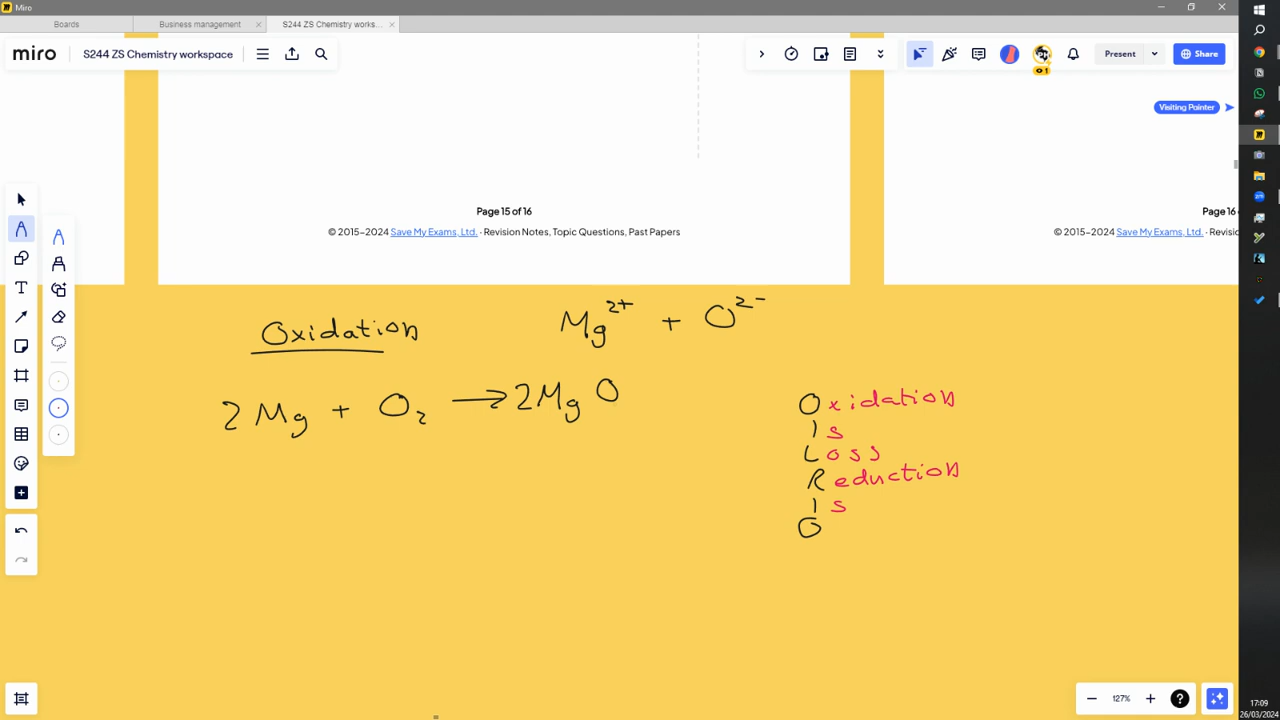 Miro
Boards
Business management
S244 ZS Chemistry works...
miro
S244 ZS Chemistry workspace
Present
Share
1
Visiting Pointer
Page 15 of 16
© 2015-2024 Save My Exams, Ltd. · Revision Notes, Topic Questions, Past Papers
Page 16
© 2015-2024 Save My Exams, Ltd. · Revis
Oxidation
Mg²⁺ + O²⁻
2Mg + O₂ → 2MgO
Oxidation
Is
Loss
Reduction
Is
O
127%
17:09
26/03/2024